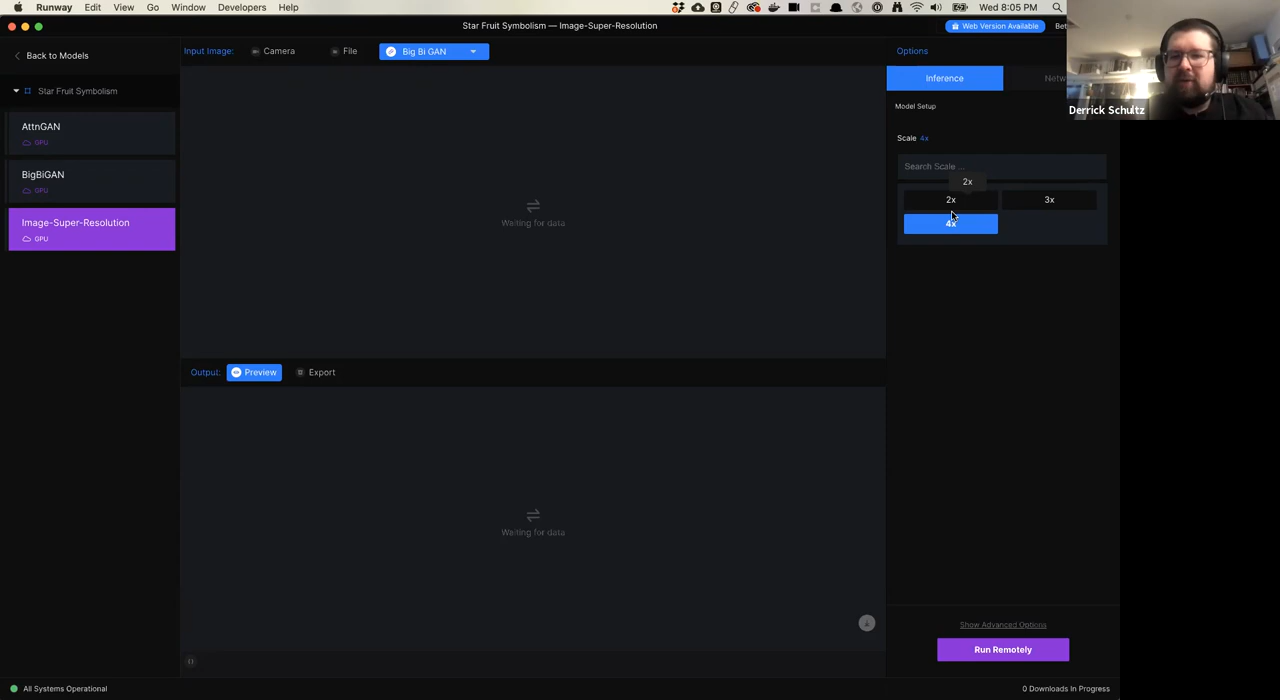 Runway Edit View Go Window Developers Help
Wed 8:05 PM
Star Fruit Symbolism — Image-Super-Resolution
Web Version Available
Back to Models
Input Image: Camera File Big Bi GAN
Options
Inference
Derrick Schultz
Star Fruit Symbolism
Model Setup
AttnGAN
GPU
Scale 4x
Search Scale ...
BigBiGAN
GPU
2x
2x 3x
4x
Image-Super-Resolution
GPU
Waiting for data
Output: Preview Export
Waiting for data
Show Advanced Options
Run Remotely
All Systems Operational
0 Downloads In Progress